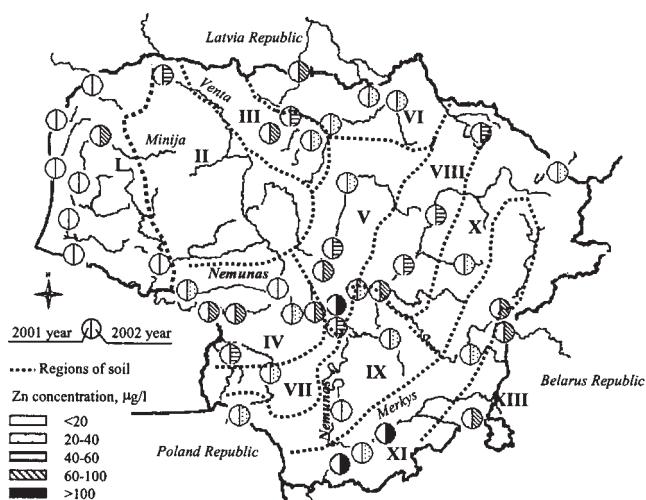 Latvia Republic
Venta
III
VI
Minija
I
II
VIII
V
X
Nemunas
2001 year
2002 year
Regions of soil
IV
IX
Zn concentration, µg/l
VII
Belarus Republic
<20
Nemunas
Merkys
XIII
20-40
40-60
Poland Republic
XI
60-100
>100